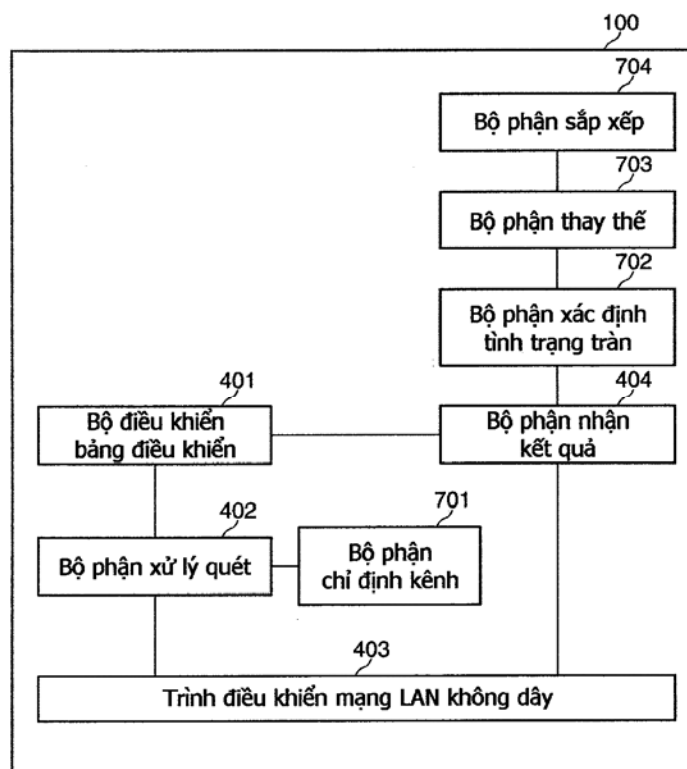 100
704
Bộ phận sắp xếp
703
Bộ phận thay thế
702
Bộ phận xác định
tình trạng tràn
401
Bộ điều khiển
bảng điều khiển
404
Bộ phận nhận
kết quả
402
Bộ phận xử lý quét
701
Bộ phận
chỉ định kênh
403
Trình điều khiển mạng LAN không dây